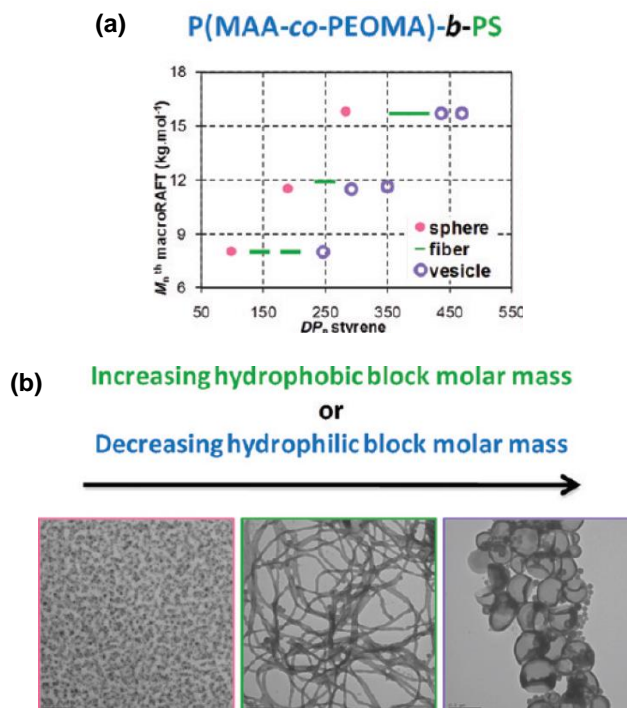 (a) P(MAA-co-PEOMA)-b-PS
18
15
12
9
6
Mₙᵗʰ macroRAFT (kg.mol⁻¹)
sphere
fiber
vesicle
50 150 250 350 450 550
DPₙ styrene
(b) Increasing hydrophobic block molar mass
or
Decreasing hydrophilic block molar mass